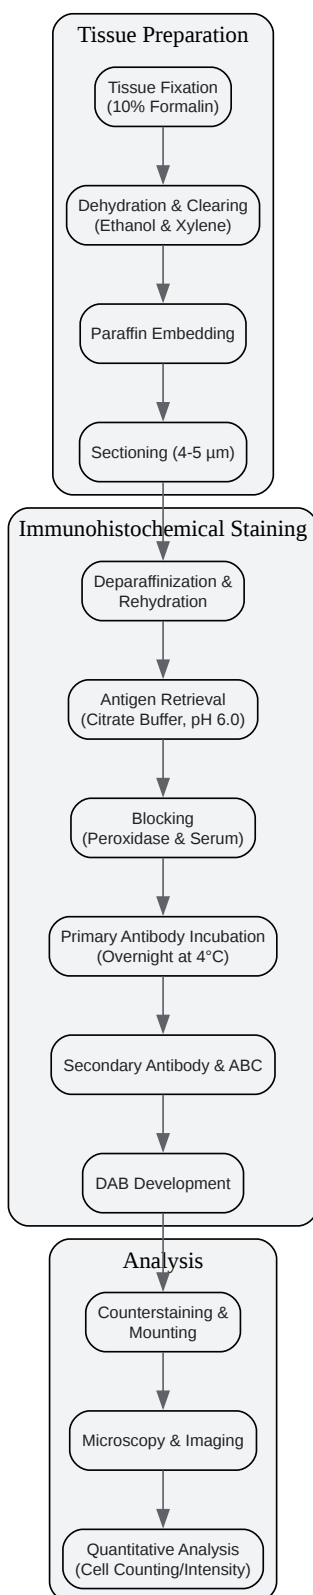 Tissue Preparation
Tissue Fixation
(10% Formalin)
Dehydration & Clearing
(Ethanol & Xylene)
Paraffin Embedding
Sectioning (4-5 µm)
Immunohistochemical Staining
Deparaffinization &
Rehydration
Antigen Retrieval
(Citrate Buffer, pH 6.0)
Blocking
(Peroxidase & Serum)
Primary Antibody Incubation
(Overnight at 4°C)
Secondary Antibody & ABC
DAB Development
Analysis
Counterstaining &
Mounting
Microscopy & Imaging
Quantitative Analysis
(Cell Counting/Intensity)